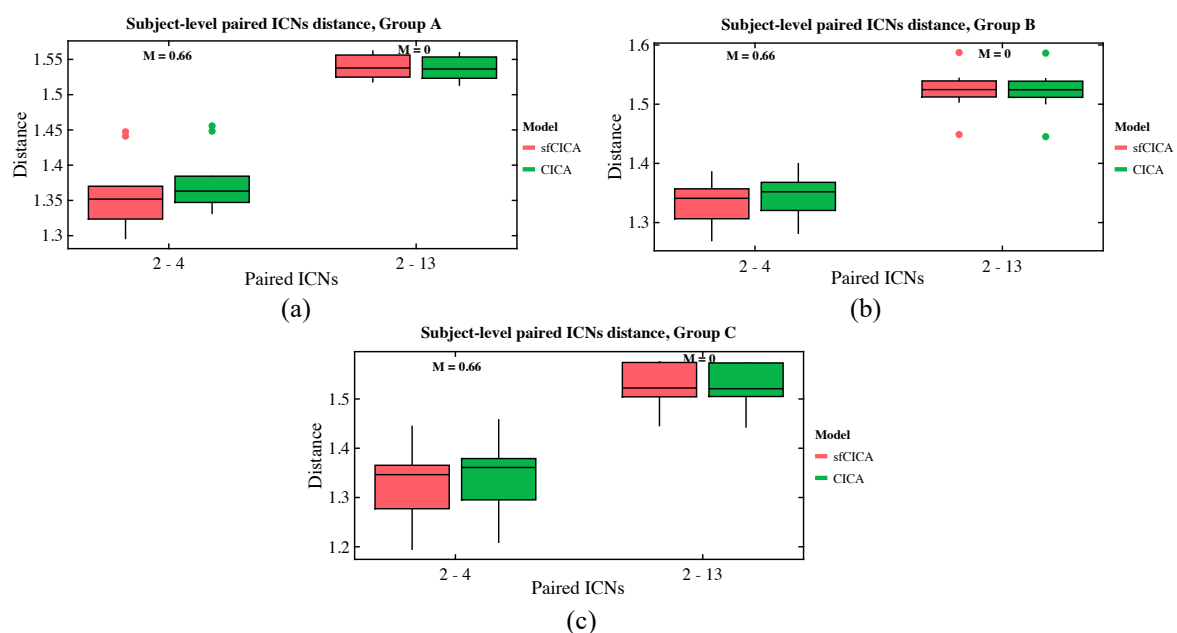 Subject-level paired ICNs distance, Group A
M = 0.66
M = 0
1.55
1.5
1.45
1.4
1.35
1.3
Distance
Model
sfCICA
CICA
2 - 4
2 - 13
Paired ICNs
(a)
Subject-level paired ICNs distance, Group B
1.6
M = 0.66
M = 0
1.5
1.4
1.3
Distance
Model
sfCICA
CICA
2 - 4
2 - 13
Paired ICNs
(b)
Subject-level paired ICNs distance, Group C
M = 0.66
M = 0
1.5
1.4
1.3
1.2
Distance
Model
sfCICA
CICA
2 - 4
2 - 13
Paired ICNs
(c)